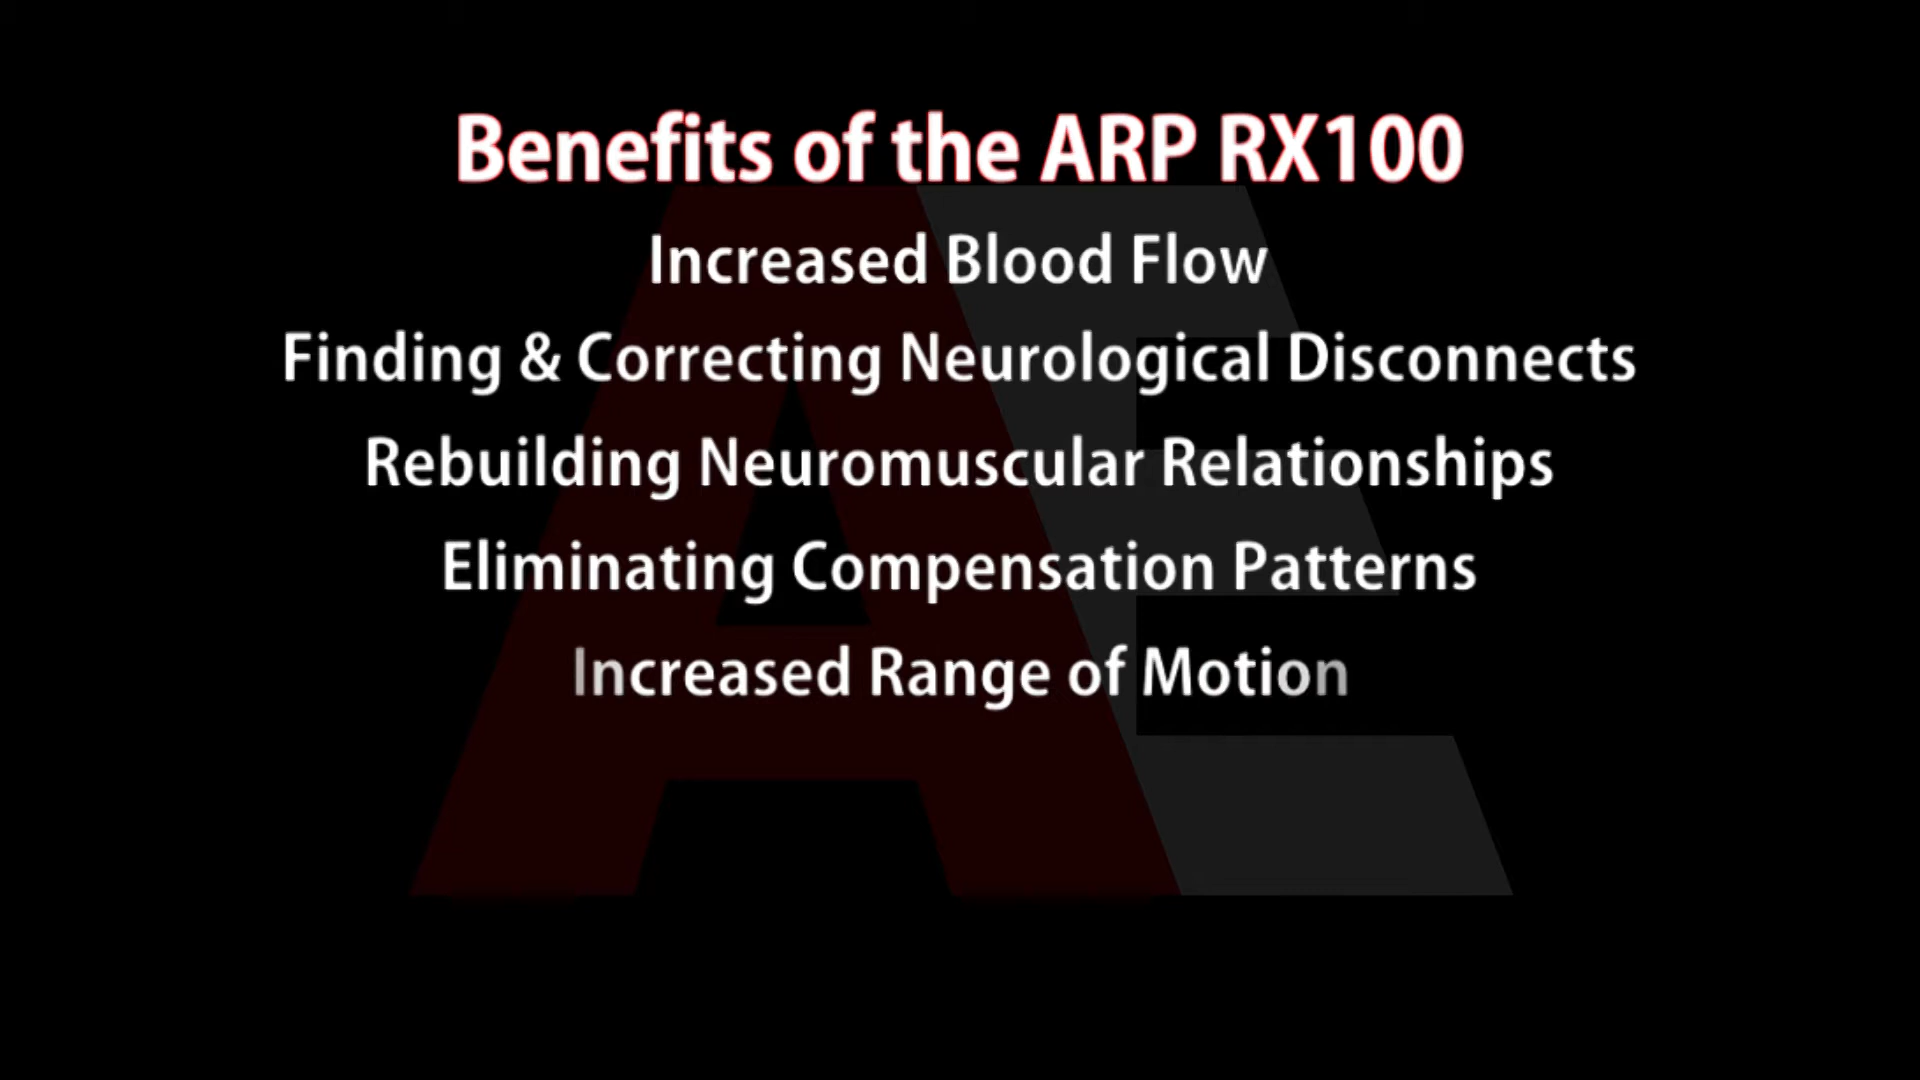 Benefits of the ARP RX100
Increased Blood Flow
Finding & Correcting Neurological Disconnects
Rebuilding Neuromuscular Relationships
Eliminating Compensation Patterns
Increased Range of Motion
AE